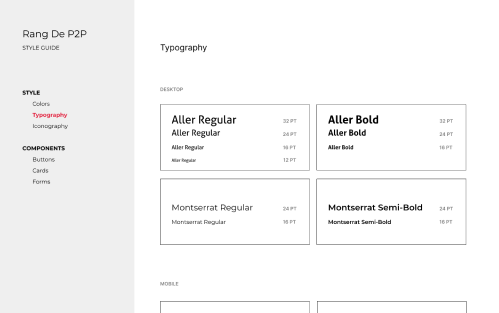 Rang De P2P
STYLE GUIDE
STYLE
Colors
Typography
Iconography
COMPONENTS
Buttons
Cards
Forms
Typography
DESKTOP
Aller Regular 32 PT
Aller Regular 24 PT
Aller Regular 16 PT
Aller Regular 12 PT
Aller Bold 32 PT
Aller Bold 24 PT
Aller Bold 16 PT
Montserrat Regular 24 PT
Montserrat Regular 16 PT
Montserrat Semi-Bold 24 PT
Montserrat Semi-Bold 18 PT
MOBILE